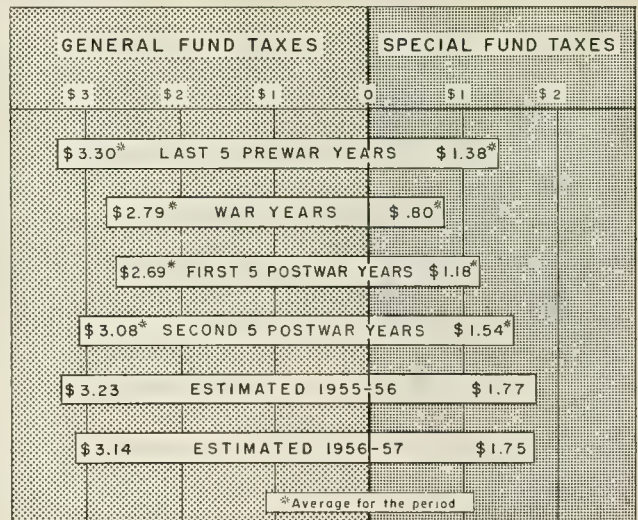 GENERAL FUND TAXES SPECIAL FUND TAXES
$3 $2 $1 0 $1 $2
$3.30* LAST 5 PREWAR YEARS $1.38*
$2.79* WAR YEARS $.80*
$2.69* FIRST 5 POSTWAR YEARS $1.18*
$3.08* SECOND 5 POSTWAR YEARS $1.54*
$3.23 ESTIMATED 1955-56 $1.77
$3.14 ESTIMATED 1956-57 $1.75
*Average for the period